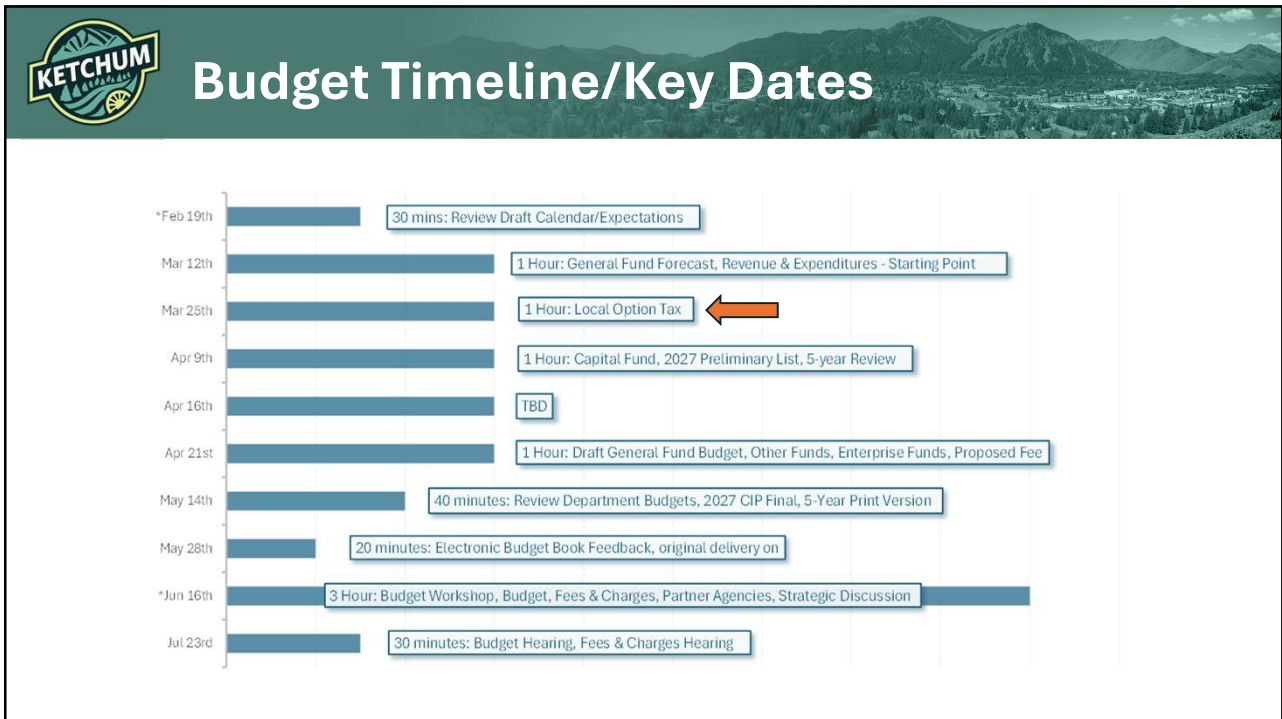 KETCHUM
Budget Timeline/Key Dates
*Feb 19th
30 mins: Review Draft Calendar/Expectations
Mar 12th
1 Hour: General Fund Forecast, Revenue & Expenditures - Starting Point
Mar 25th
1 Hour: Local Option Tax
Apr 9th
1 Hour: Capital Fund, 2027 Preliminary List, 5-year Review
Apr 16th
TBD
Apr 21st
1 Hour: Draft General Fund Budget, Other Funds, Enterprise Funds, Proposed Fee
May 14th
40 minutes: Review Department Budgets, 2027 CIP Final, 5-Year Print Version
May 28th
20 minutes: Electronic Budget Book Feedback, original delivery on
*Jun 16th
3 Hour: Budget Workshop, Budget, Fees & Charges, Partner Agencies, Strategic Discussion
Jul 23rd
30 minutes: Budget Hearing, Fees & Charges Hearing